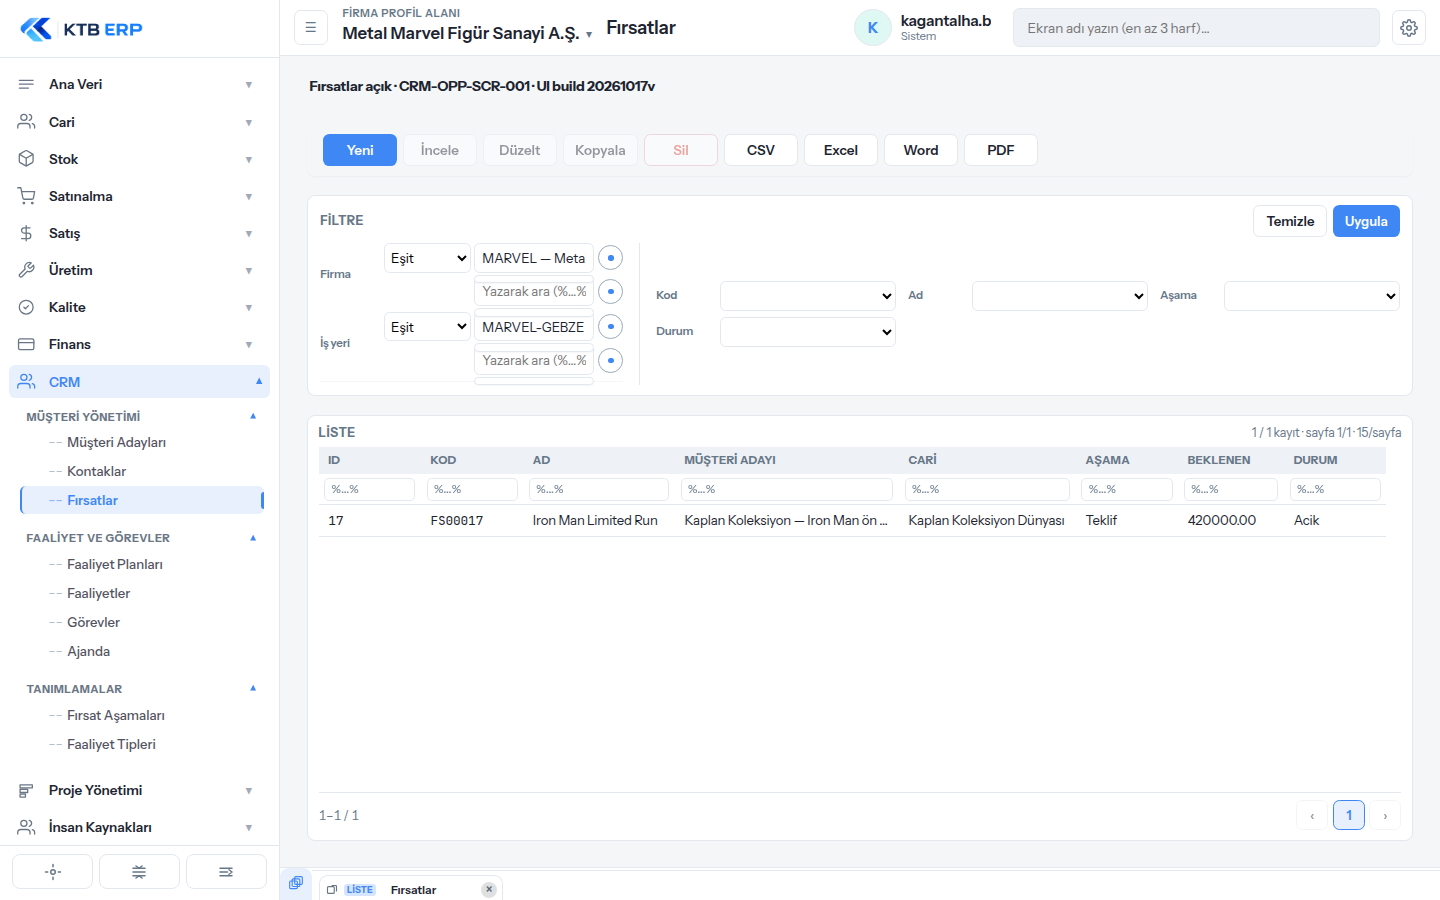 KTB ERP
Ana Veri
Cari
Stok
Satınalma
Satış
Üretim
Kalite
Finans
CRM
MÜŞTERİ YÖNETİMİ
Müşteri Adayları
Kontaklar
Fırsatlar
FAALİYET VE GÖREVLER
Faaliyet Planları
Faaliyetler
Görevler
Ajanda
TANIMLAMALAR
Fırsat Aşamaları
Faaliyet Tipleri
Proje Yönetimi
İnsan Kaynakları
FİRMA PROFİL ALANI
Metal Marvel Figür Sanayi A.Ş.
Fırsatlar
K
kagantalha.b
Sistem
Ekran adı yazın (en az 3 harf)...
Fırsatlar açık · CRM-OPP-SCR-001 · UI build 20261017v
Yeni İncele Düzelt Kopyala Sil CSV Excel Word PDF
FİLTRE
Temizle Uygula
Firma Eşit MARVEL — Meta
Yazarak ara (%...%
İş yeri Eşit MARVEL-GEBZE
Yazarak ara (%...%
Kod Ad Aşama
Durum
LİSTE
1 / 1 kayıt · sayfa 1/1 · 15/sayfa
ID KOD AD MÜŞTERİ ADAYI CARİ AŞAMA BEKLENEN DURUM
%...% %...% %...% %...% %...% %...% %...% %...%
17 FS00017 Iron Man Limited Run Kaplan Koleksiyon — Iron Man ön ... Kaplan Koleksiyon Dünyası Teklif 420000.00 Acik
1–1 / 1
‹ 1 ›
LİSTE Fırsatlar